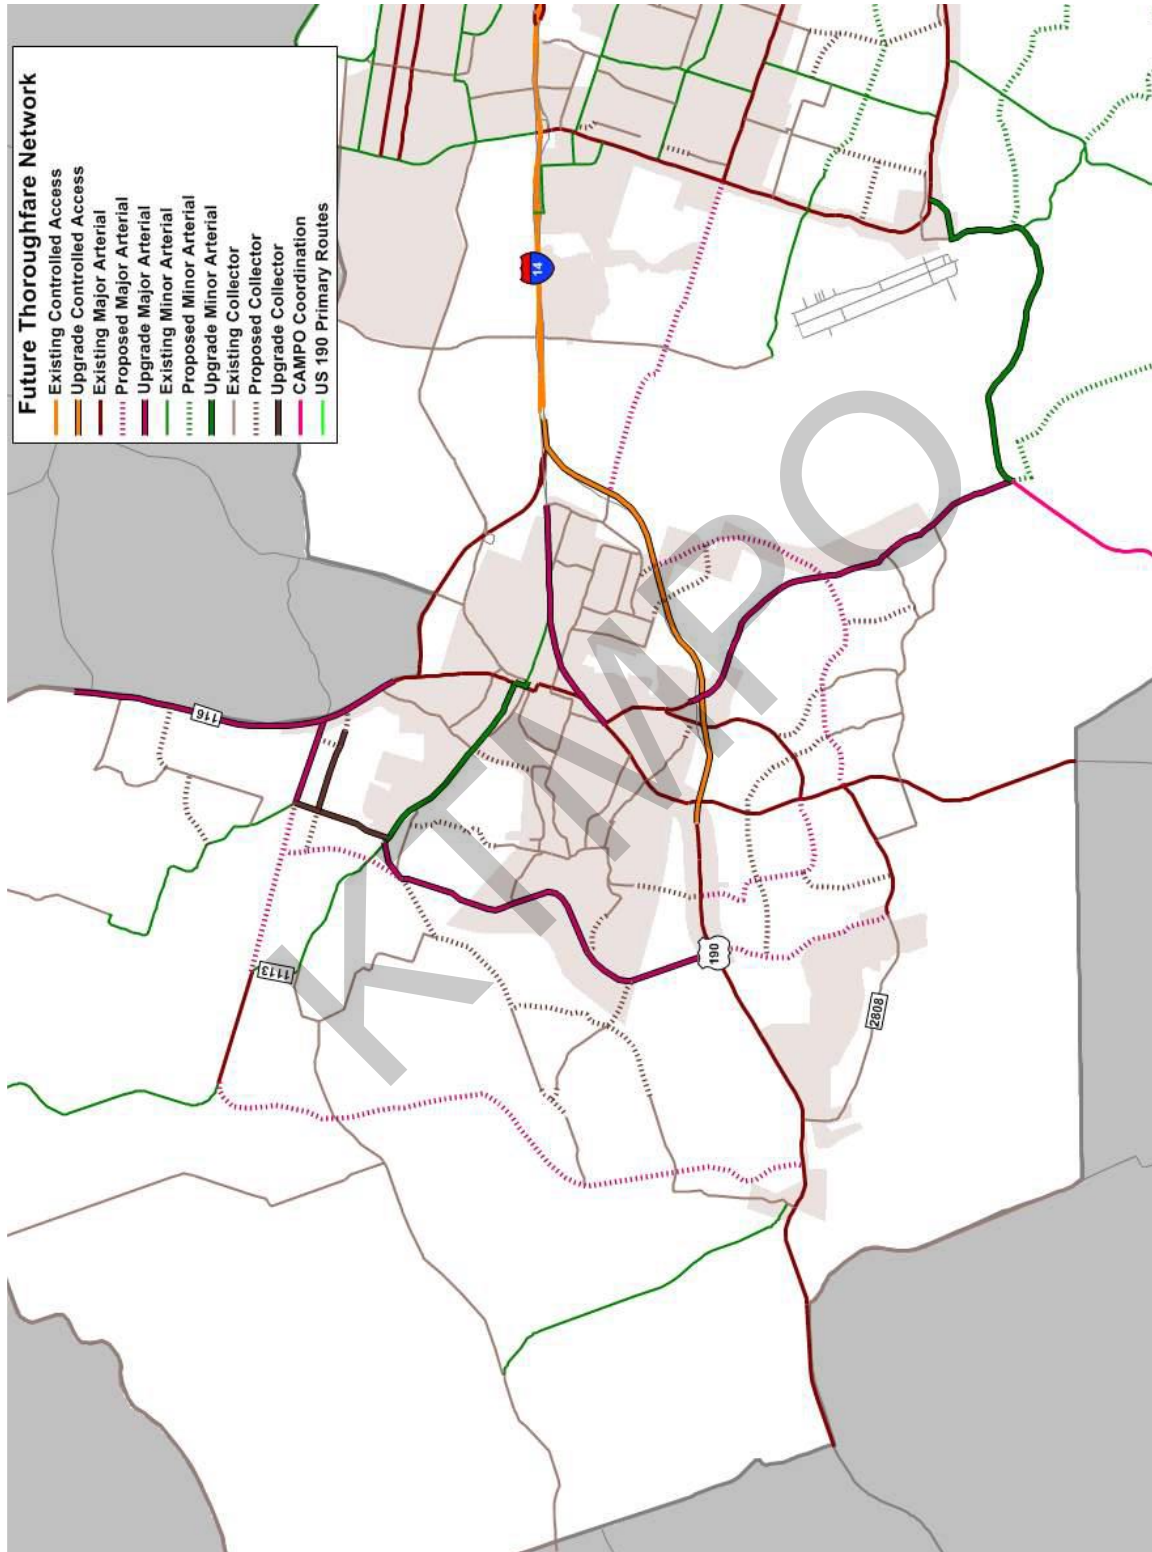 Future Thoroughfare Network
Existing Controlled Access
Upgrade Controlled Access
Existing Major Arterial
Proposed Major Arterial
Upgrade Major Arterial
Existing Minor Arterial
Proposed Minor Arterial
Upgrade Minor Arterial
Existing Collector
Proposed Collector
Upgrade Collector
CAMPO Coordination
US 190 Primary Routes
14
116
1113
190
2808
KTMPO